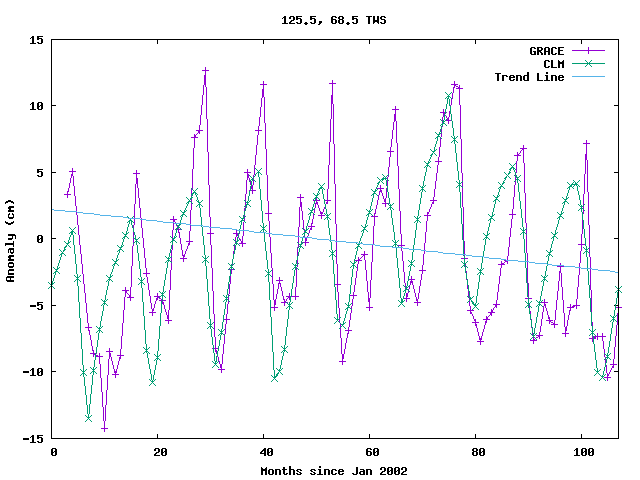 125.5, 68.5 TWS
GRACE
CLM
Trend Line
15
10
5
0
-5
-10
-15
Anomaly (cm)
0 20 40 60 80 100
Months since Jan 2002